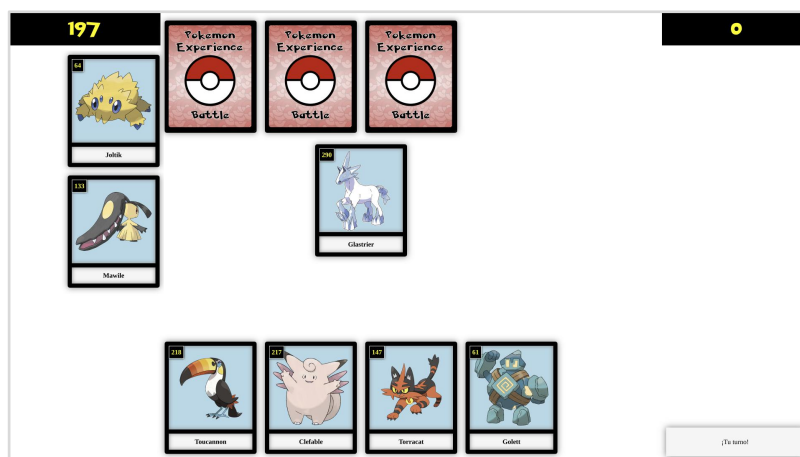 197
0
Pokemon
Experience
Battle
Pokemon
Experience
Battle
Pokemon
Experience
Battle
64
Joltik
133
Mawile
290
Glastrier
218
Toucannon
217
Clefable
147
Torracat
61
Golett
¡Tu turno!